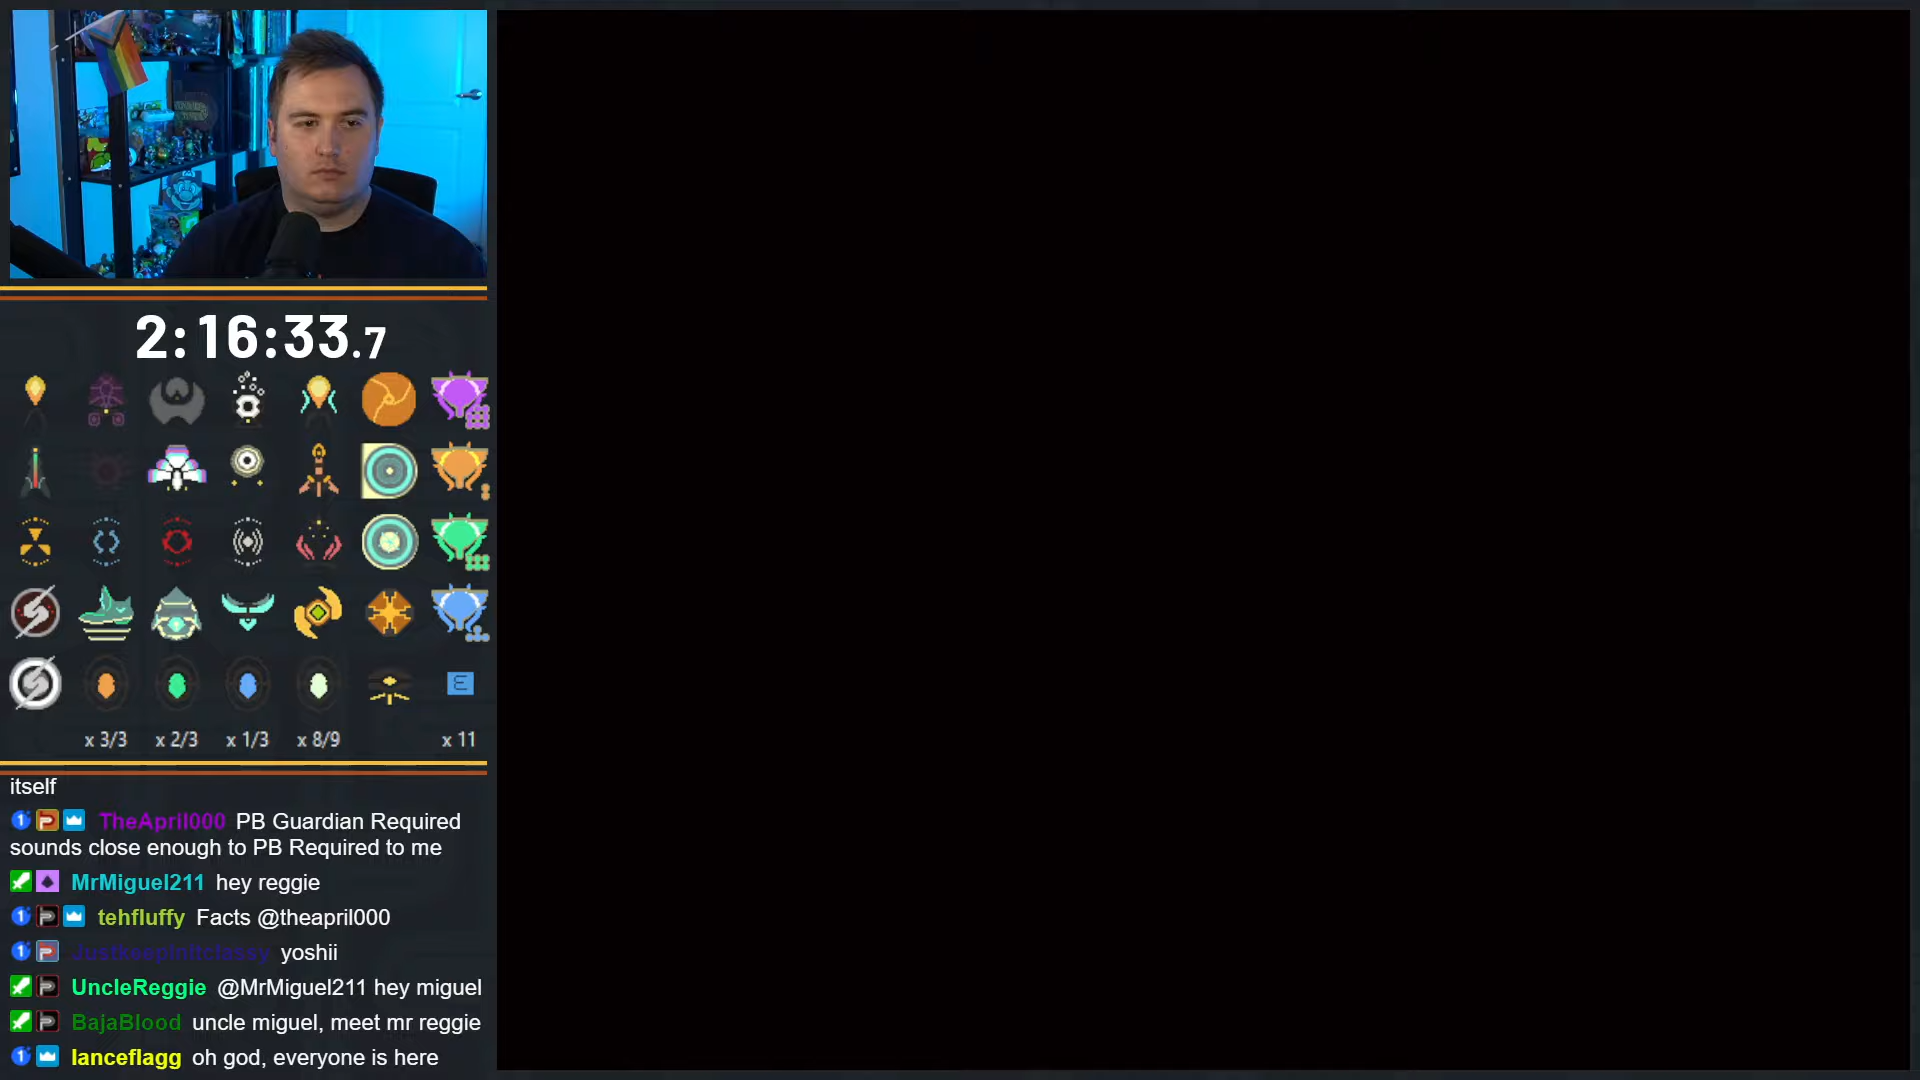 2:16:33.7
x 3/3 x 2/3 x 1/3 x 8/9 x 11
itself
TheApril000 PB Guardian Required
sounds close enough to PB Required to me
MrMiguel211 hey reggie
tehfluffy Facts @theapril000
JustkeepinItclassy yoshii
UncleReggie @MrMiguel211 hey miguel
BajaBlood uncle miguel, meet mr reggie
lanceflagg oh god, everyone is here